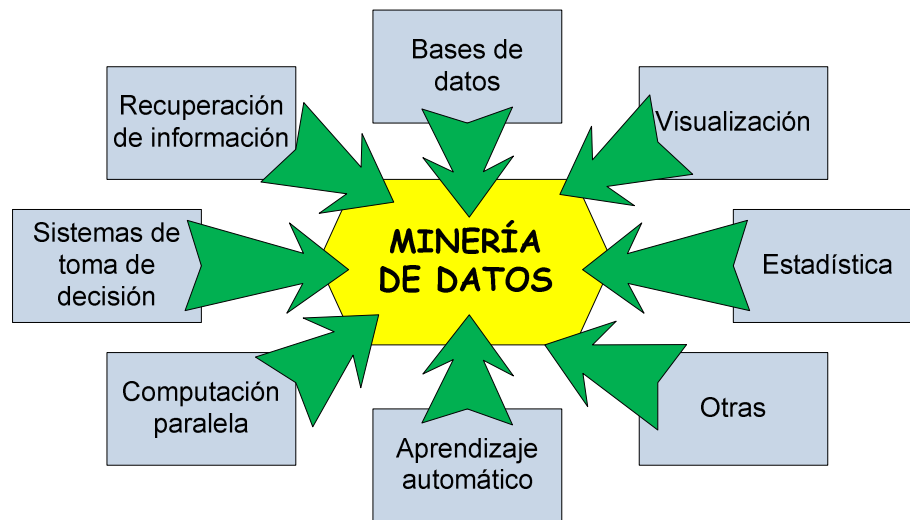 Bases de
datos
Recuperación
de información
Visualización
Sistemas de
toma de
decisión
MINERÍA
DE DATOS
Estadística
Computación
paralela
Aprendizaje
automático
Otras